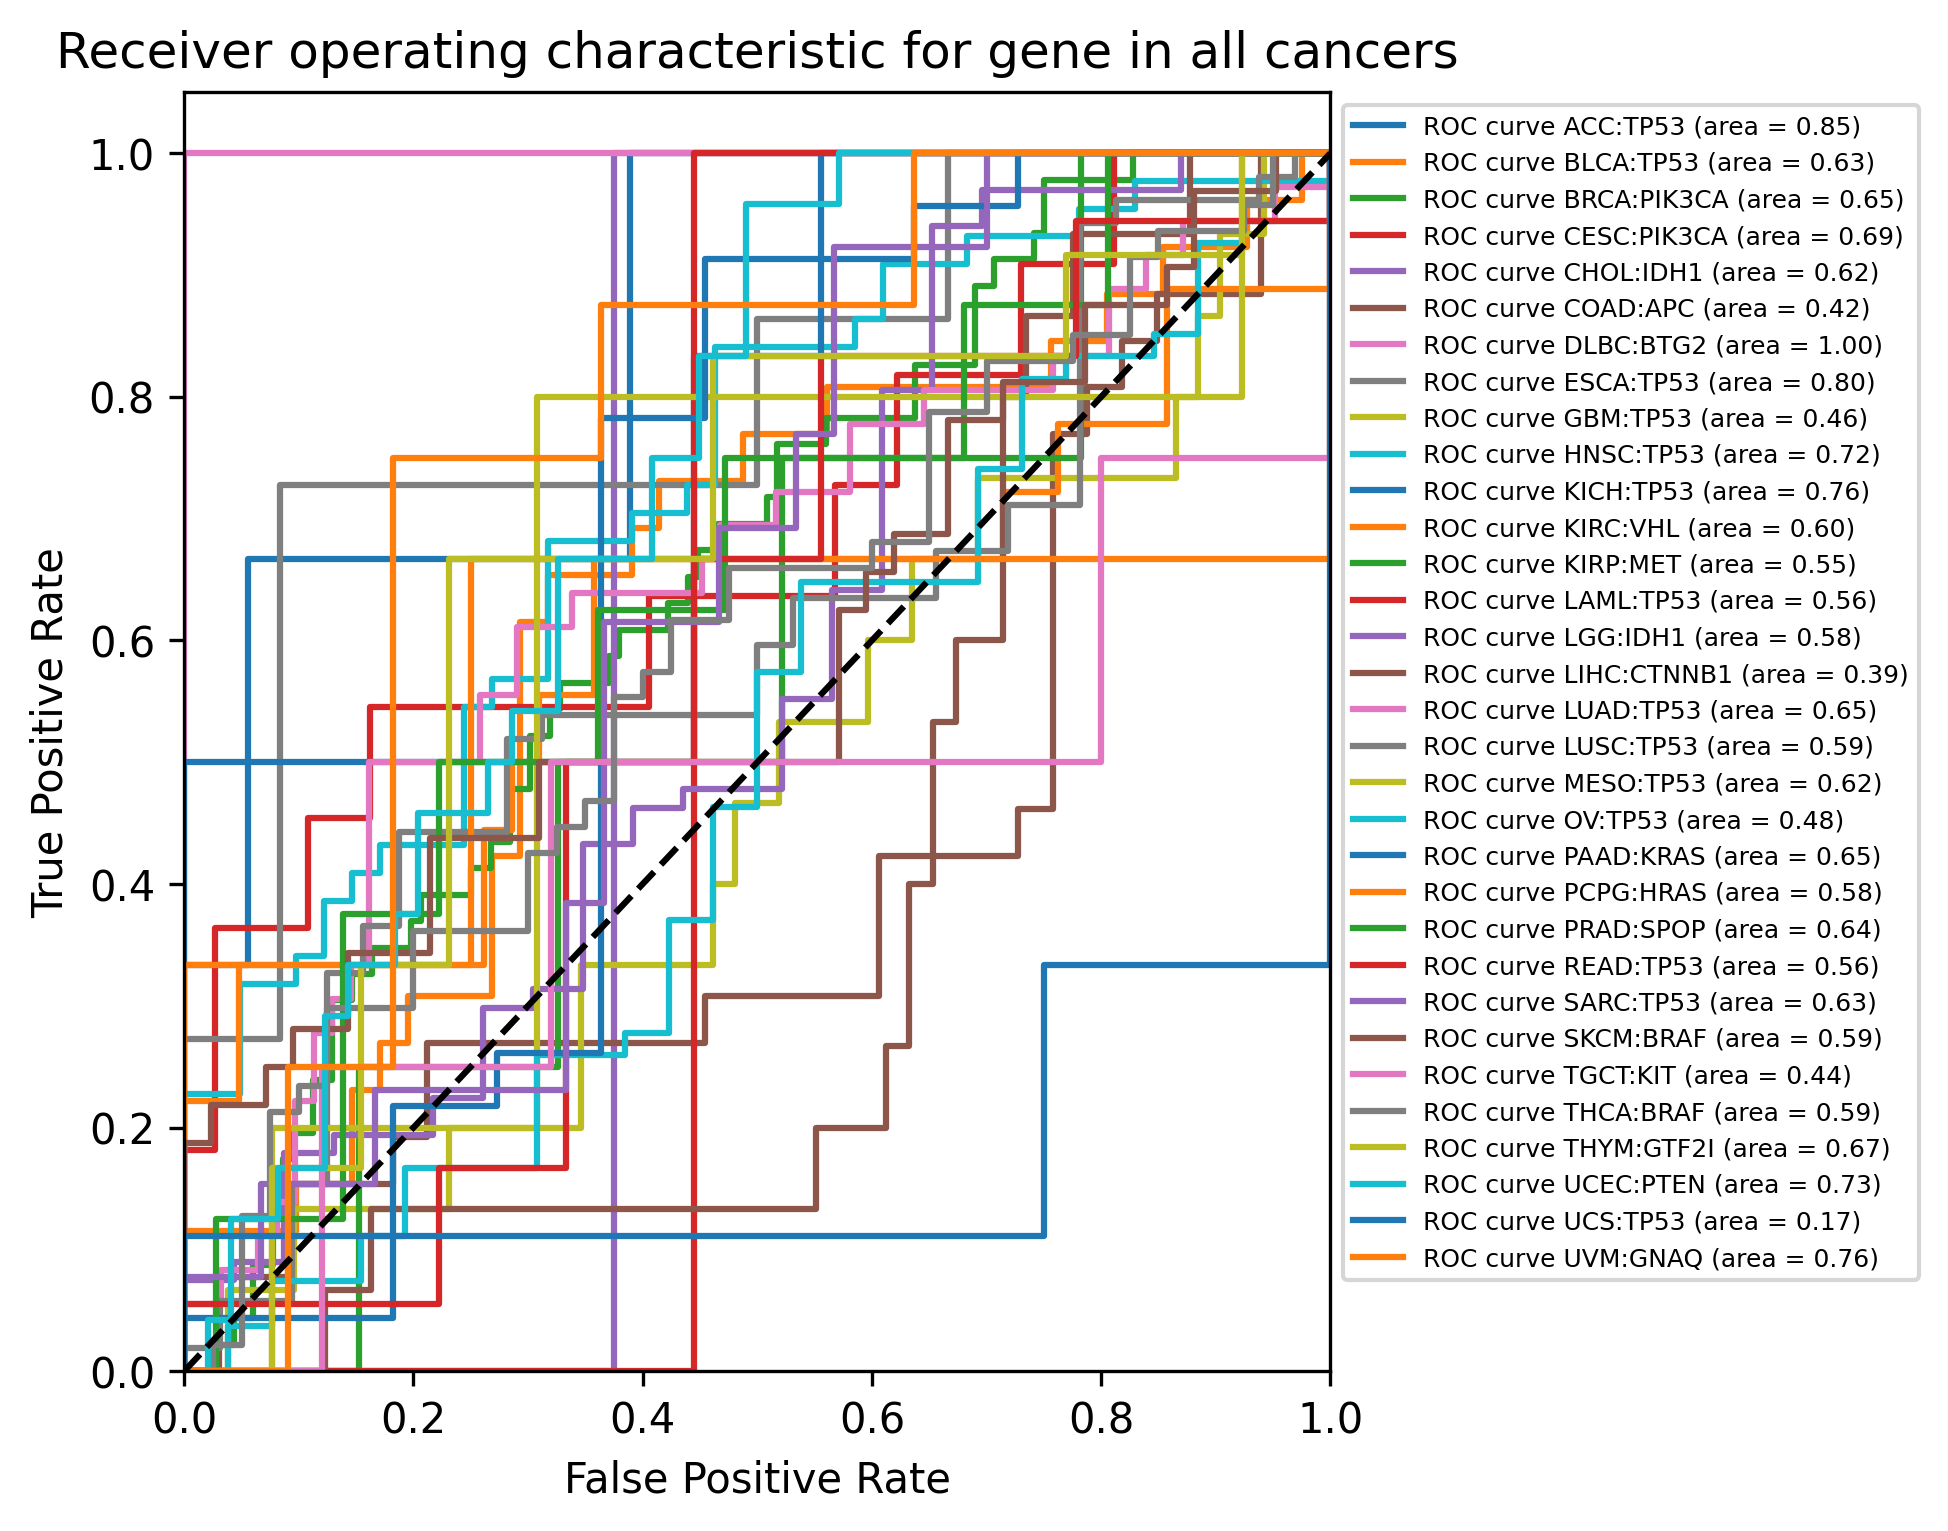 Receiver operating characteristic for gene in all cancers
True Positive Rate
1.0
0.8
0.6
0.4
0.2
0.0
0.0 0.2 0.4 0.6 0.8 1.0
False Positive Rate
ROC curve ACC:TP53 (area = 0.85)
ROC curve BLCA:TP53 (area = 0.63)
ROC curve BRCA:PIK3CA (area = 0.65)
ROC curve CESC:PIK3CA (area = 0.69)
ROC curve CHOL:IDH1 (area = 0.62)
ROC curve COAD:APC (area = 0.42)
ROC curve DLBC:BTG2 (area = 1.00)
ROC curve ESCA:TP53 (area = 0.80)
ROC curve GBM:TP53 (area = 0.46)
ROC curve HNSC:TP53 (area = 0.72)
ROC curve KICH:TP53 (area = 0.76)
ROC curve KIRC:VHL (area = 0.60)
ROC curve KIRP:MET (area = 0.55)
ROC curve LAML:TP53 (area = 0.56)
ROC curve LGG:IDH1 (area = 0.58)
ROC curve LIHC:CTNNB1 (area = 0.39)
ROC curve LUAD:TP53 (area = 0.65)
ROC curve LUSC:TP53 (area = 0.59)
ROC curve MESO:TP53 (area = 0.62)
ROC curve OV:TP53 (area = 0.48)
ROC curve PAAD:KRAS (area = 0.65)
ROC curve PCPG:HRAS (area = 0.58)
ROC curve PRAD:SPOP (area = 0.64)
ROC curve READ:TP53 (area = 0.56)
ROC curve SARC:TP53 (area = 0.63)
ROC curve SKCM:BRAF (area = 0.59)
ROC curve TGCT:KIT (area = 0.44)
ROC curve THCA:BRAF (area = 0.59)
ROC curve THYM:GTF2I (area = 0.67)
ROC curve UCEC:PTEN (area = 0.73)
ROC curve UCS:TP53 (area = 0.17)
ROC curve UVM:GNAQ (area = 0.76)